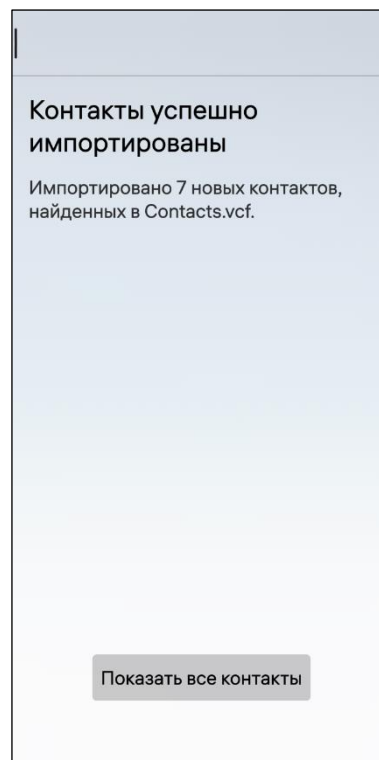 Контакты успешно
импортированы
Импортировано 7 новых контактов,
найденных в Contacts.vcf.
Показать все контакты